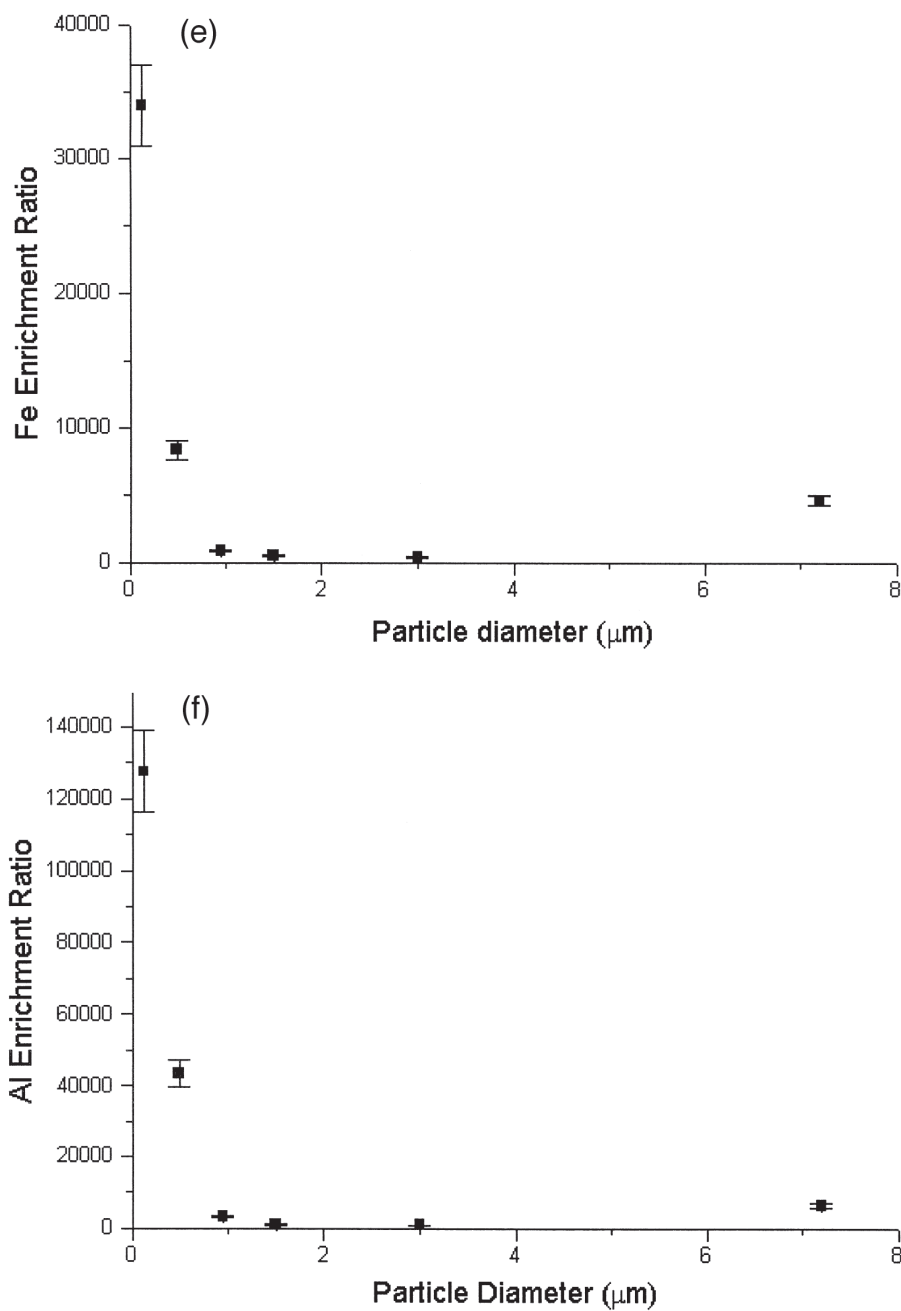 (e)
40000
30000
20000
10000
0
Fe Enrichment Ratio
0 2 4 6 8
Particle diameter (μm)
(f)
140000
120000
100000
80000
60000
40000
20000
0
Al Enrichment Ratio
0 2 4 6 8
Particle Diameter (μm)